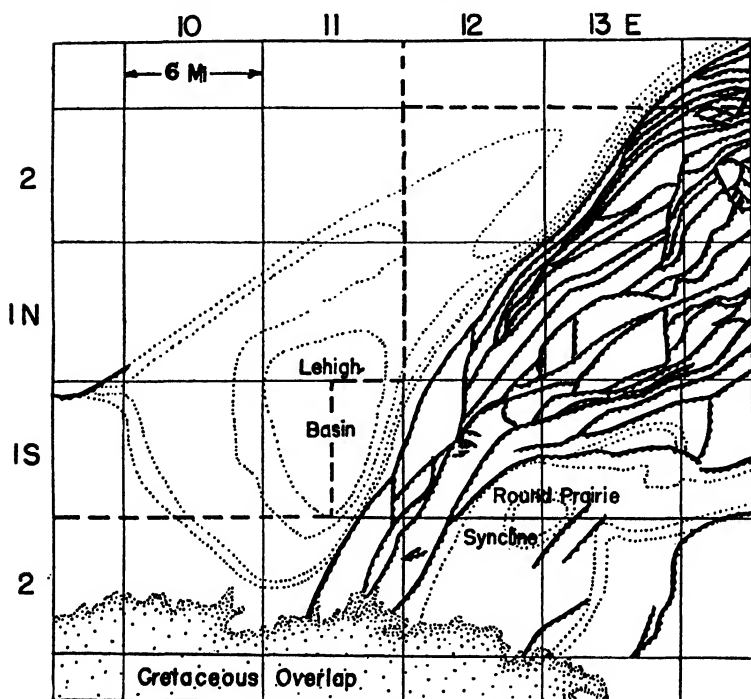 10 11 12 13 E
6 Mi
2
1N
Lehigh
Basin
1S
Round Prairie
Syncline
2
Cretaceous Overlap